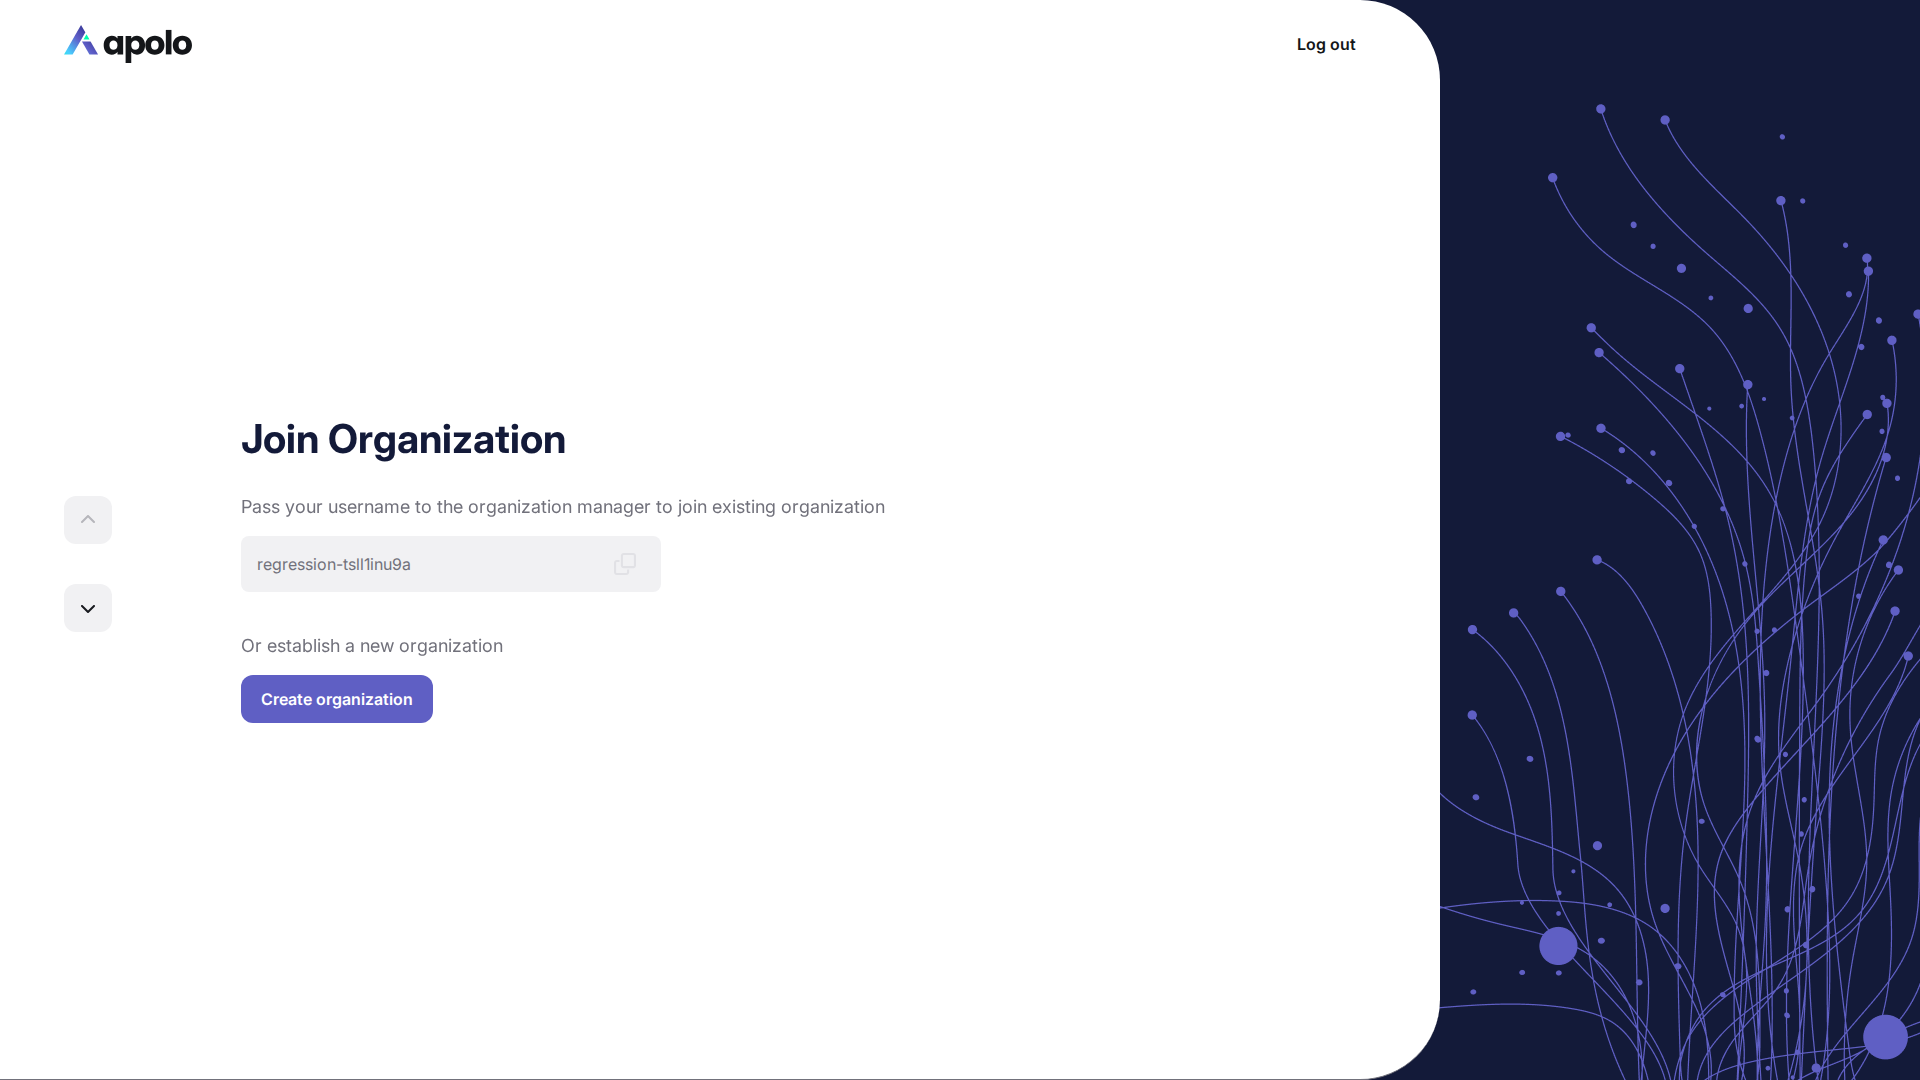 apolo
Log out
Join Organization
Pass your username to the organization manager to join existing organization
regression-tsll1inu9a
Or establish a new organization
Create organization